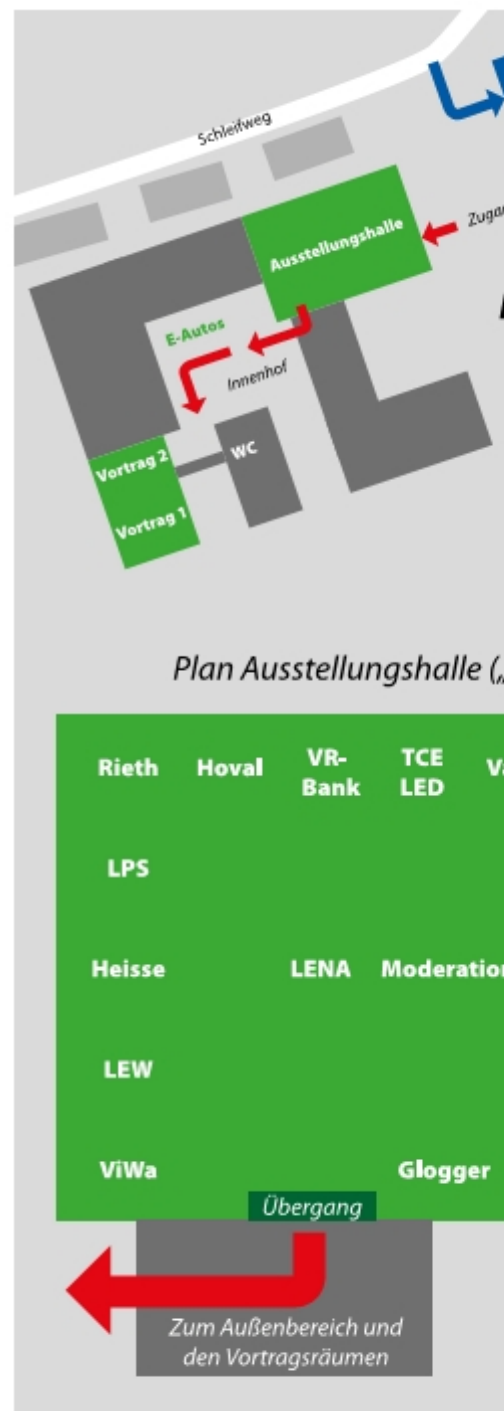 Schleifweg
Ausstellungshalle
E-Autos
Innenhof
Vortrag 2
WC
Vortrag 1
Plan Ausstellungshalle („
Rieth
Hoval
VR-
Bank
TCE
LED
LPS
Heisse
LENA
Moderation
LEW
ViWa
Glogger
Übergang
Zum Außenbereich und
den Vortragsräumen